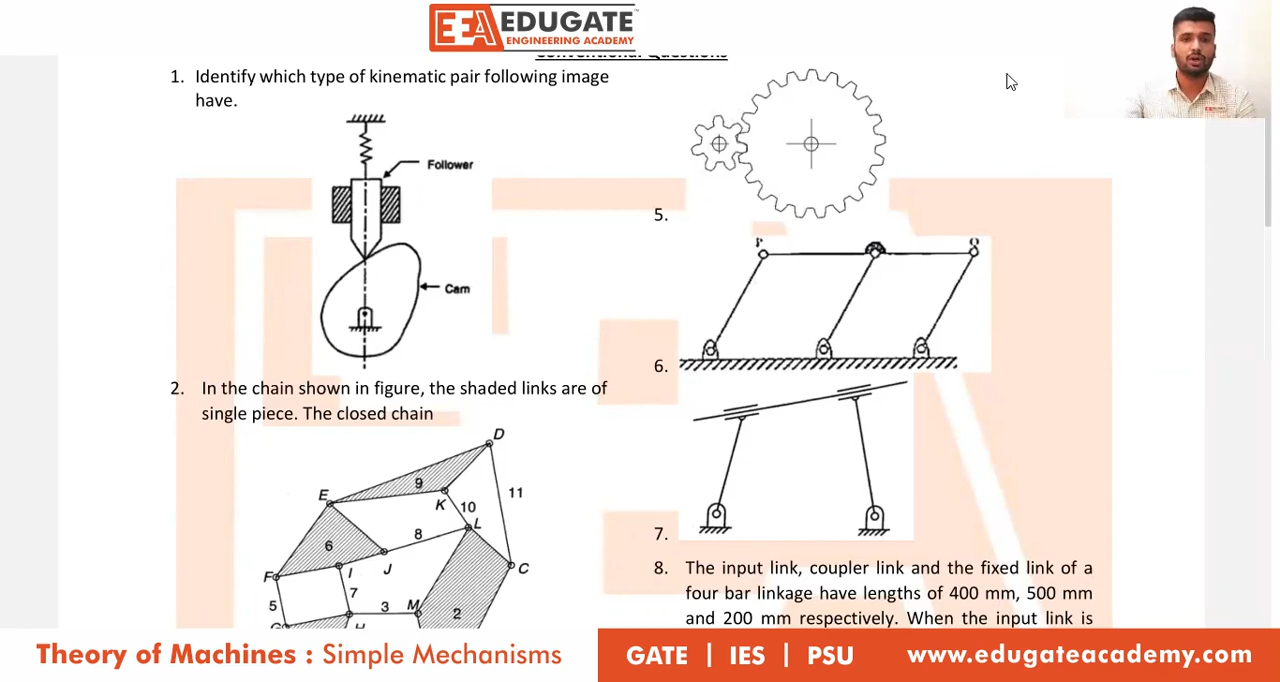 EEA EDUGATE
ENGINEERING ACADEMY
Conventional Questions
1. Identify which type of kinematic pair following image
have.
Follower
Cam
2. In the chain shown in figure, the shaded links are of
single piece. The closed chain
D
E
9
11
K
10
L
8
6
F
I
J
C
7
5
3
M
2
G
H
5.
P
Q
6.
7.
8. The input link, coupler link and the fixed link of a
four bar linkage have lengths of 400 mm, 500 mm
and 200 mm respectively. When the input link is
Theory of Machines : Simple Mechanisms
GATE | IES | PSU
www.edugateacademy.com